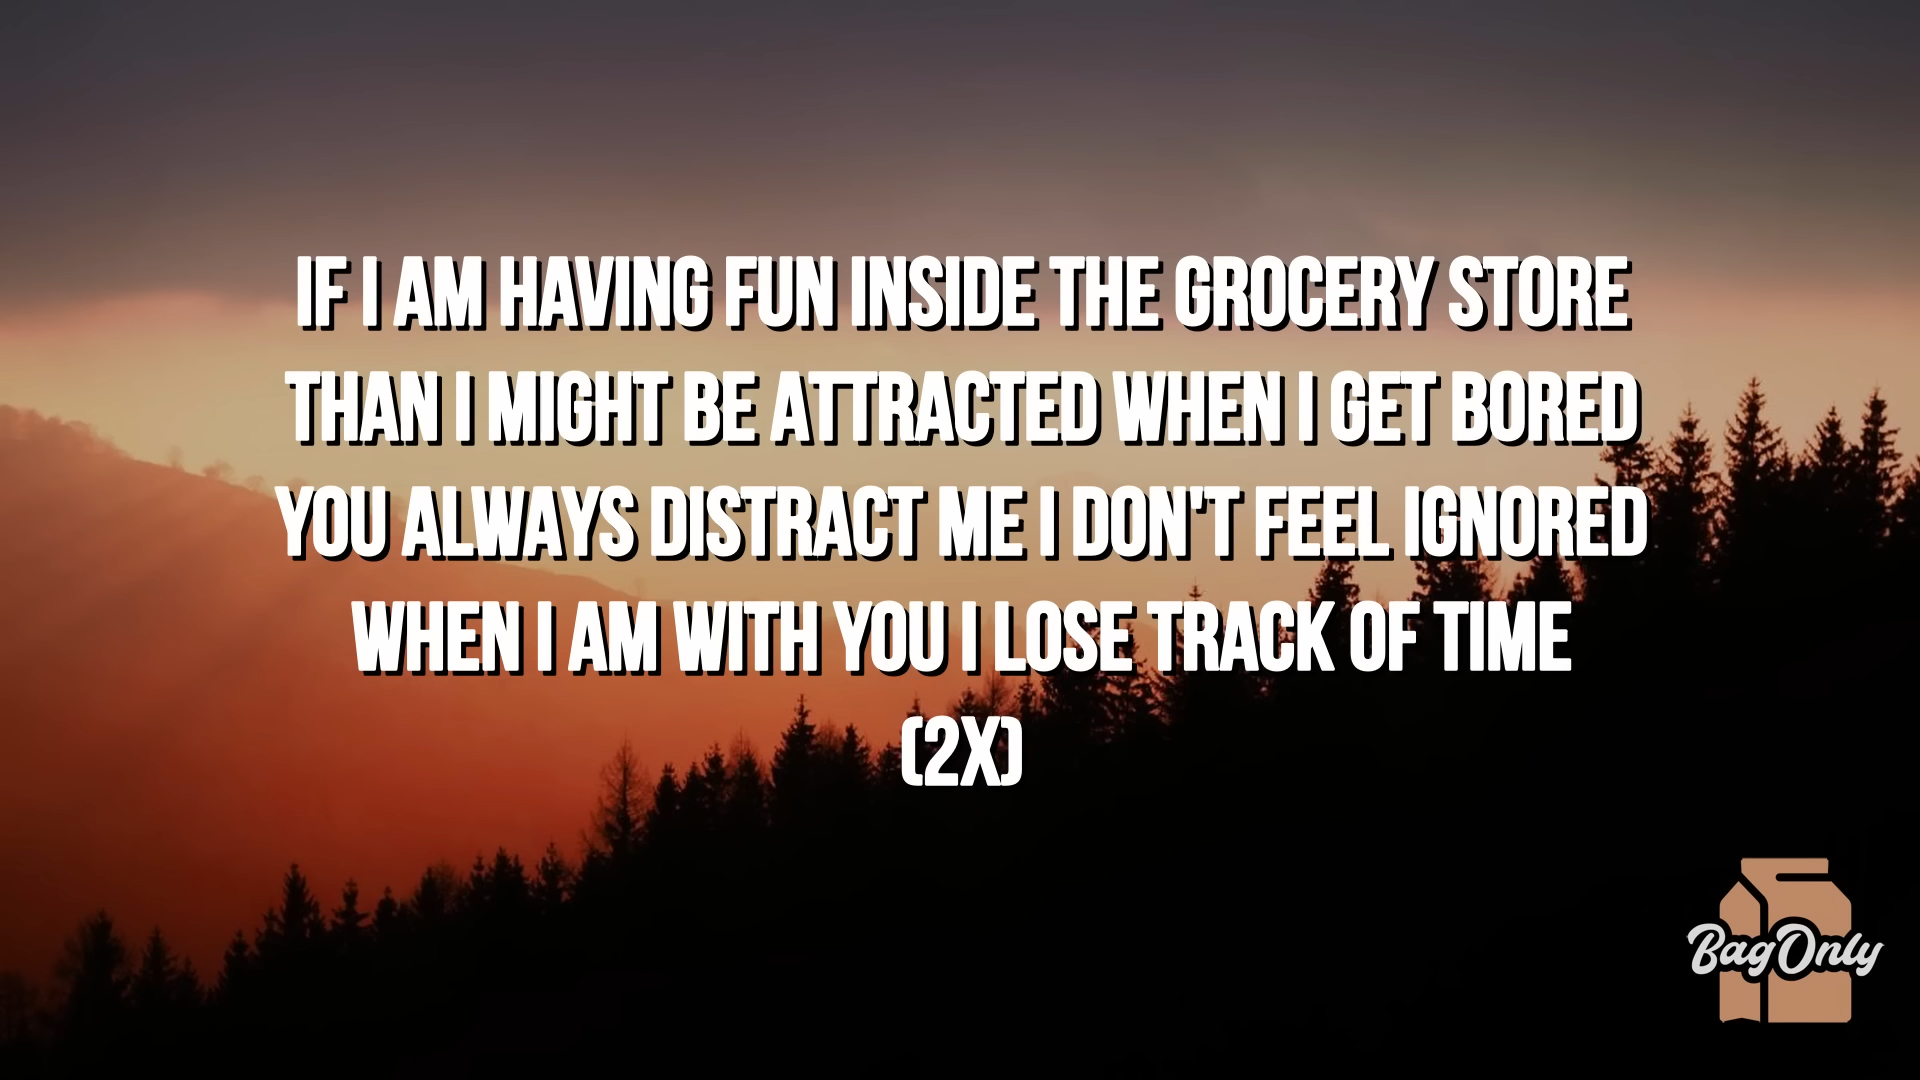 IF I AM HAVING FUN INSIDE THE GROCERY STORE
THAN I MIGHT BE ATTRACTED WHEN I GET BORED
YOU ALWAYS DISTRACT ME I DON'T FEEL IGNORED
WHEN I AM WITH YOU I LOSE TRACK OF TIME
(2X)
BagOnly